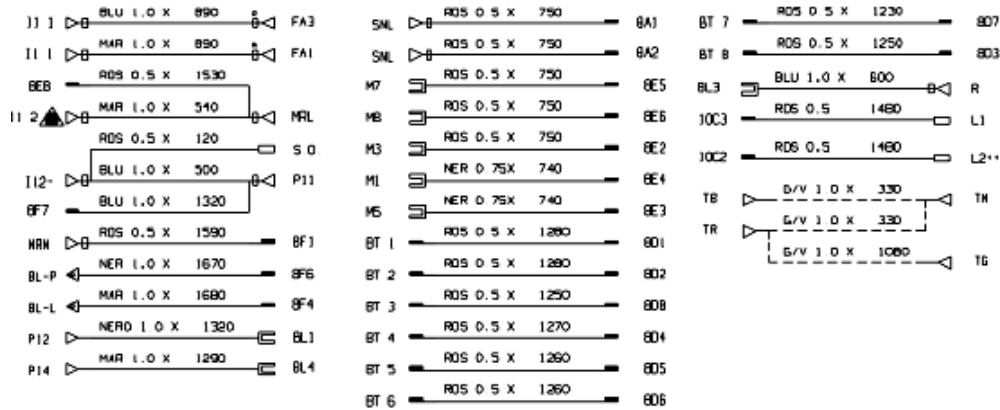 I1 1 BLU 1.0 X 890 FA3
I1 1 MAR 1.0 X 890 FA1
8E8 ROS 0.5 X 1530
I1 2 MAR 1.0 X 540 MRL
ROS 0.5 X 120 S 0
I12- BLU 1.0 X 500 P11
8F7 BLU 1.0 X 1320
MRN ROS 0.5 X 1590 8F1
BL-P NER 1.0 X 1670 8F6
BL-L MAR 1.0 X 1680 8F4
P12 NERO 1 0 X 1320 BL1
P14 MAR 1.0 X 1290 BL4
SNL ROS 0 5 X 750 8A1
SNL ROS 0.5 X 750 8A2
M7 ROS 0.5 X 750 8E5
M8 ROS 0.5 X 750 8E6
M3 ROS 0.5 X 750 8E2
M1 NER 0 75X 740 8E4
M5 NER 0 75X 740 8E3
BT 1 ROS 0 5 X 1280 8D1
BT 2 ROS 0.5 X 1280 8D2
BT 3 ROS 0.5 X 1250 8D8
BT 4 ROS 0.5 X 1270 8D4
BT 5 ROS 0.5 X 1260 8D5
BT 6 ROS 0 5 X 1260 8D6
BT 7 ROS 0 5 X 1230 8D7
BT 8 ROS 0.5 X 1250 8D3
BL3 BLU 1.0 X 600 R
10C3 ROS 0.5 1480 L1
10C2 ROS 0.5 1480 L2++
TB G/V 1 0 X 330 TM
TR G/V 1 0 X 330
G/V 1 0 X 1080 TG